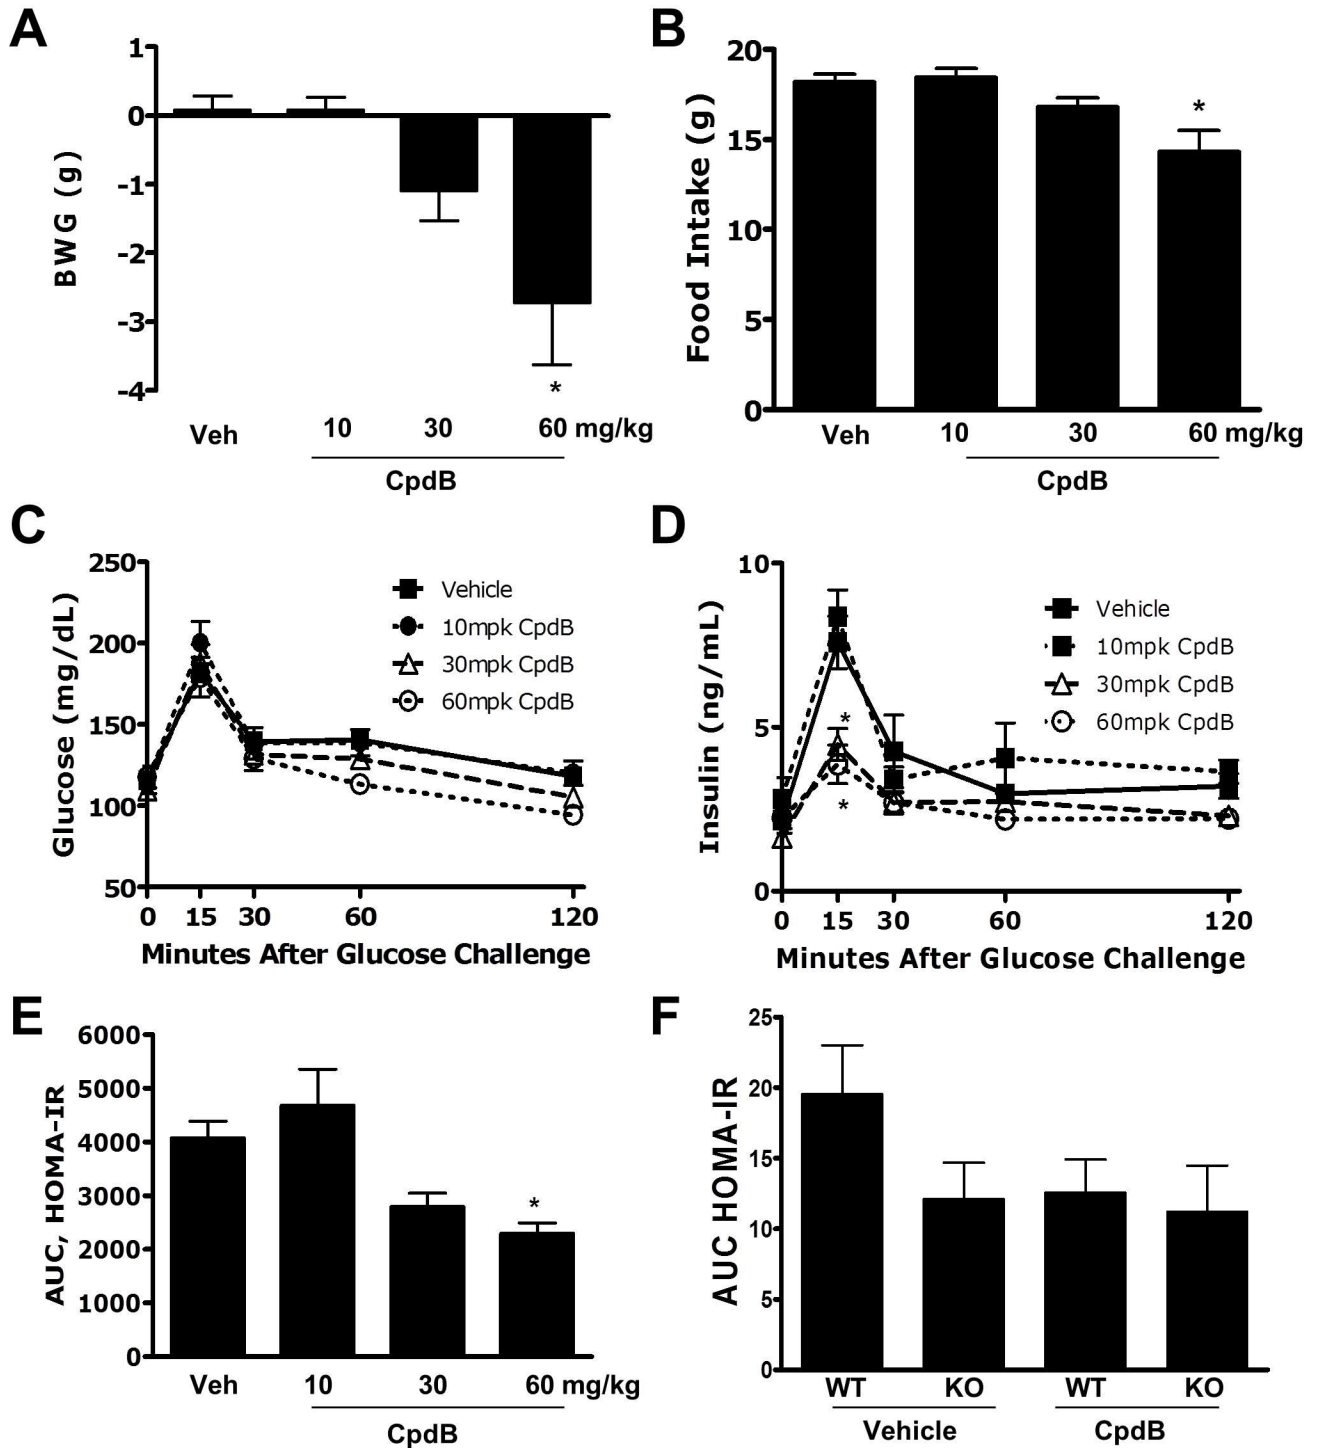 A
1
0
-1
-2
-3
-4
BWG (g)
*
Veh 10 30 60 mg/kg
CpdB
B
20
15
10
5
0
Food Intake (g)
*
Veh 10 30 60 mg/kg
CpdB
C
250
200
150
100
50
Glucose (mg/dL)
Vehicle
10mpk CpdB
30mpk CpdB
60mpk CpdB
0 15 30 60 120
Minutes After Glucose Challenge
D
10
5
0
Insulin (ng/mL)
Vehicle
10mpk CpdB
30mpk CpdB
60mpk CpdB
*
*
0 15 30 60 120
Minutes After Glucose Challenge
E
6000
5000
4000
3000
2000
1000
0
AUC, HOMA-IR
*
Veh 10 30 60 mg/kg
CpdB
F
25
20
15
10
5
0
AUC HOMA-IR
WT KO WT KO
Vehicle CpdB